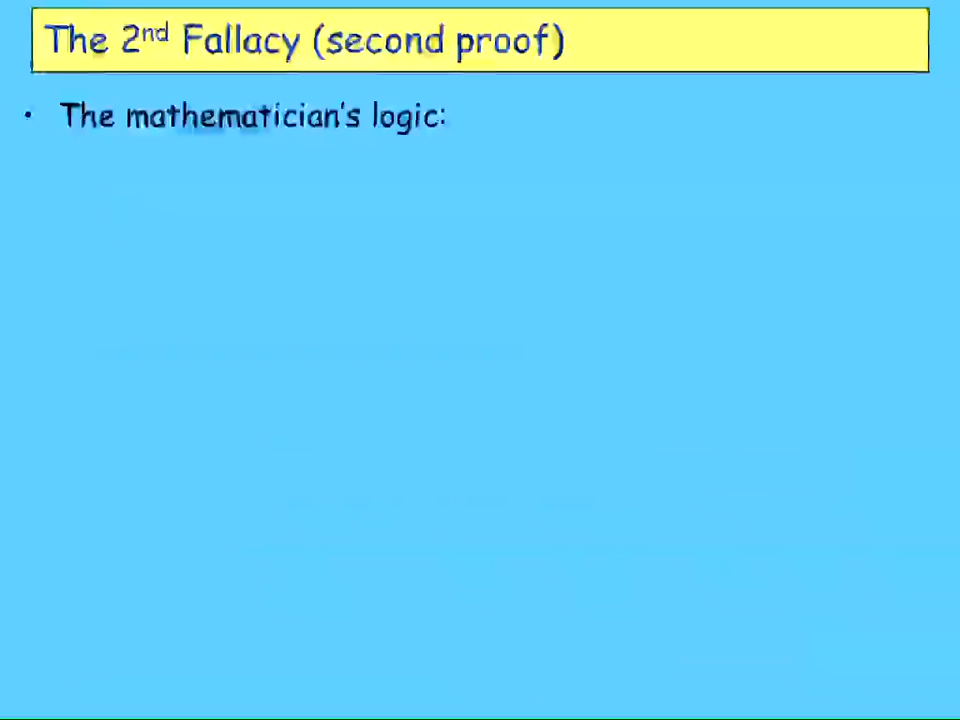 The 2nd Fallacy (second proof)
• The mathematician's logic: